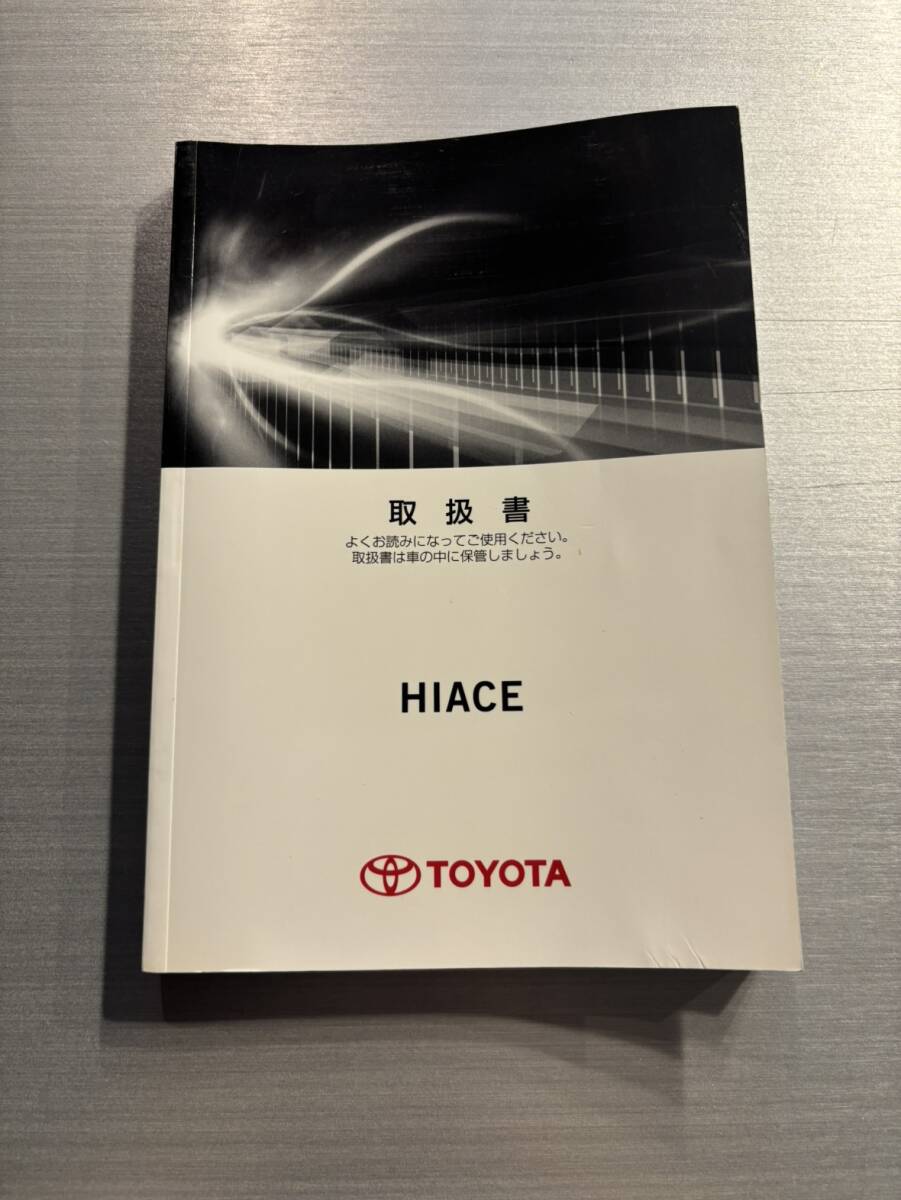 取扱書
よくお読みになってご使用ください。
取扱書は車の中に保管しましょう。
HIACE
TOYOTA